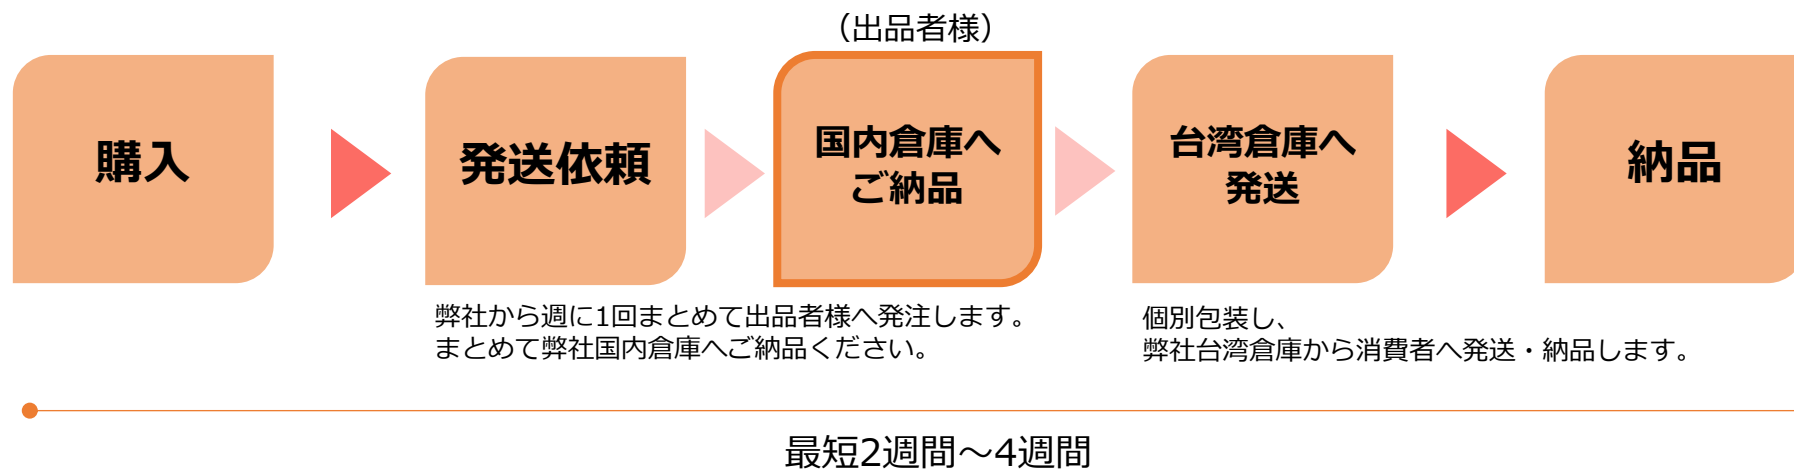 （出品者様）
購入
発送依頼
国内倉庫へ
ご納品
台湾倉庫へ
発送
納品
弊社から週に1回まとめて出品者様へ発注します。
まとめて弊社国内倉庫へご納品ください。
個別包装し、
弊社台湾倉庫から消費者へ発送・納品します。
最短2週間～4週間